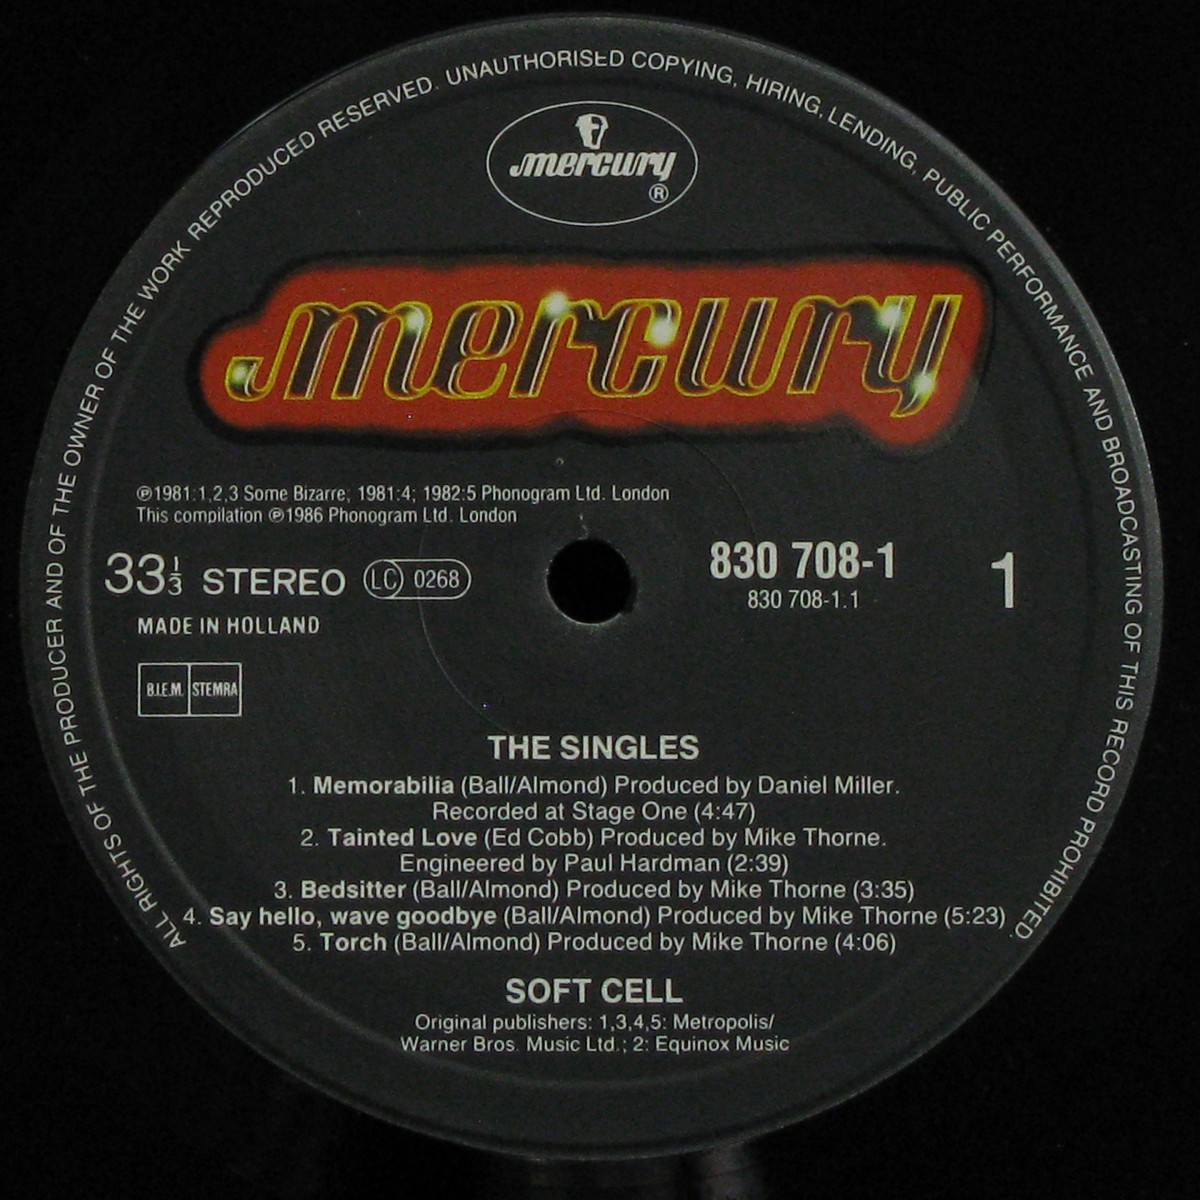 ALL RIGHTS OF THE PRODUCER AND OF THE OWNER OF THE WORK REPRODUCED RESERVED. UNAUTHORISED COPYING, HIRING, LENDING, PUBLIC PERFORMANCE AND BROADCASTING OF THIS RECORD PROHIBITED.
mercury
®
mercury
℗1981:1,2,3 Some Bizarre; 1981:4; 1982:5 Phonogram Ltd. London
This compilation ℗1986 Phonogram Ltd. London
33⅓ STEREO LC 0268
830 708-1
1
830 708-1.1
MADE IN HOLLAND
B.I.E.M. STEMRA
THE SINGLES
1. Memorabilia (Ball/Almond) Produced by Daniel Miller.
Recorded at Stage One (4:47)
2. Tainted Love (Ed Cobb) Produced by Mike Thorne.
Engineered by Paul Hardman (2:39)
3. Bedsitter (Ball/Almond) Produced by Mike Thorne (3:35)
4. Say hello, wave goodbye (Ball/Almond) Produced by Mike Thorne (5:23)
5. Torch (Ball/Almond) Produced by Mike Thorne (4:06)
SOFT CELL
Original publishers: 1,3,4,5: Metropolis/
Warner Bros. Music Ltd.; 2: Equinox Music